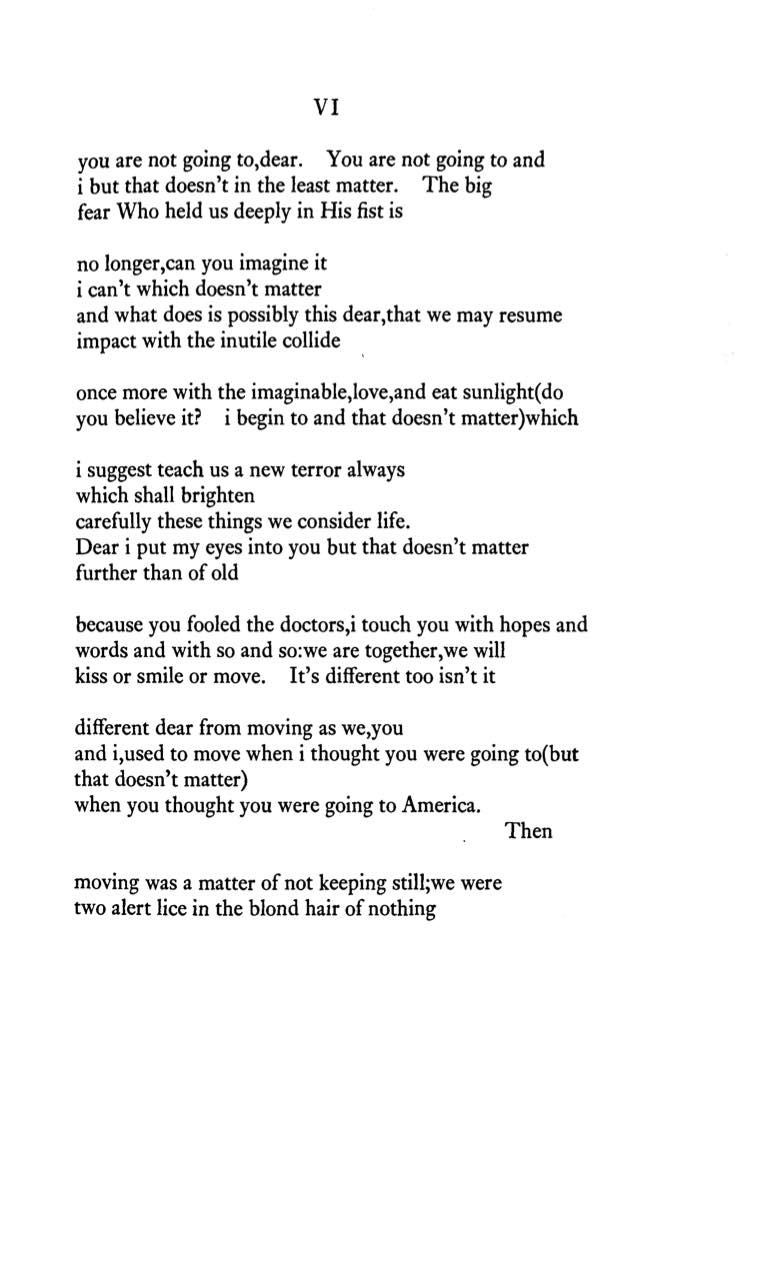 VI
you are not going to,dear.   You are not going to and
i but that doesn't in the least matter.   The big
fear Who held us deeply in His fist is
no longer,can you imagine it
i can't which doesn't matter
and what does is possibly this dear,that we may resume
impact with the inutile collide
once more with the imaginable,love,and eat sunlight(do
you believe it?   i begin to and that doesn't matter)which
i suggest teach us a new terror always
which shall brighten
carefully these things we consider life.
Dear i put my eyes into you but that doesn't matter
further than of old
because you fooled the doctors,i touch you with hopes and
words and with so and so:we are together,we will
kiss or smile or move.   It's different too isn't it
different dear from moving as we,you
and i,used to move when i thought you were going to(but
that doesn't matter)
when you thought you were going to America.
Then
moving was a matter of not keeping still;we were
two alert lice in the blond hair of nothing